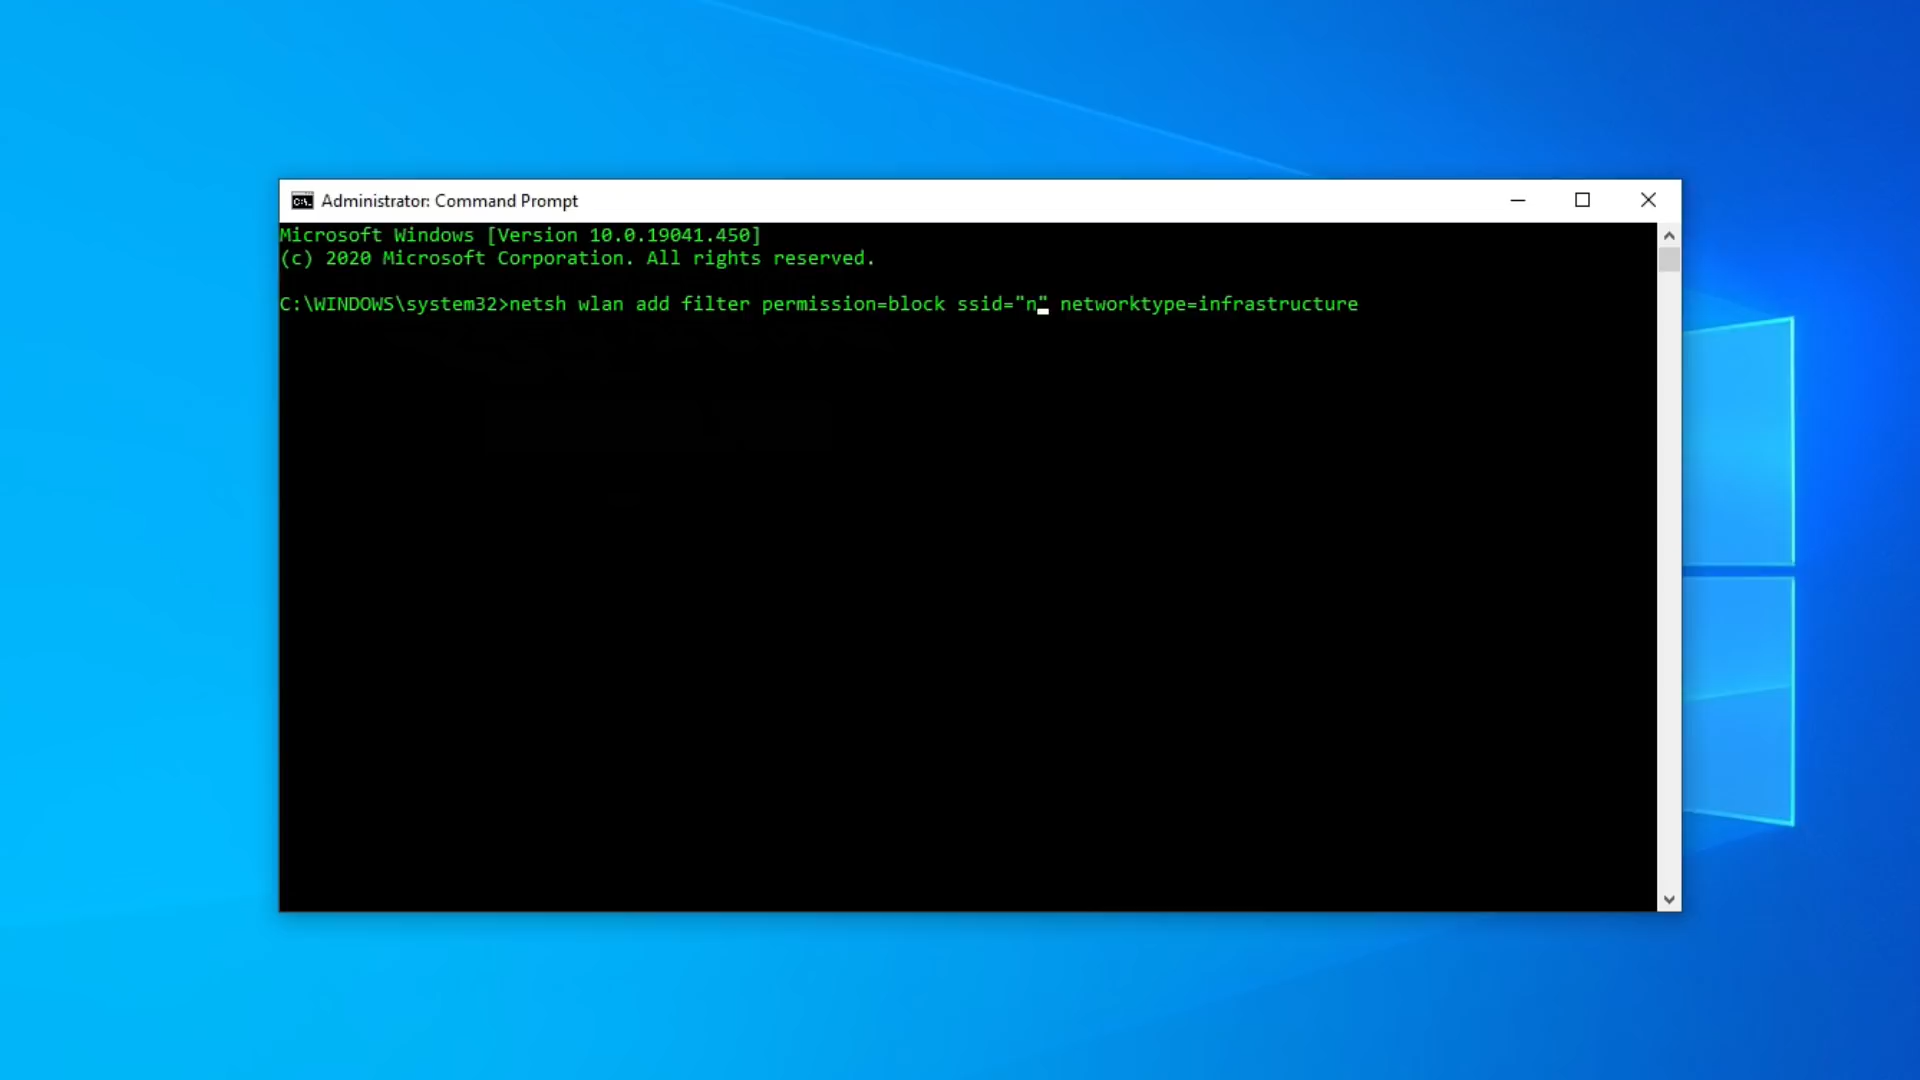 Administrator: Command Prompt
Microsoft Windows [Version 10.0.19041.450]
(c) 2020 Microsoft Corporation. All rights reserved.
C:\WINDOWS\system32>netsh wlan add filter permission=block ssid="n" networktype=infrastructure